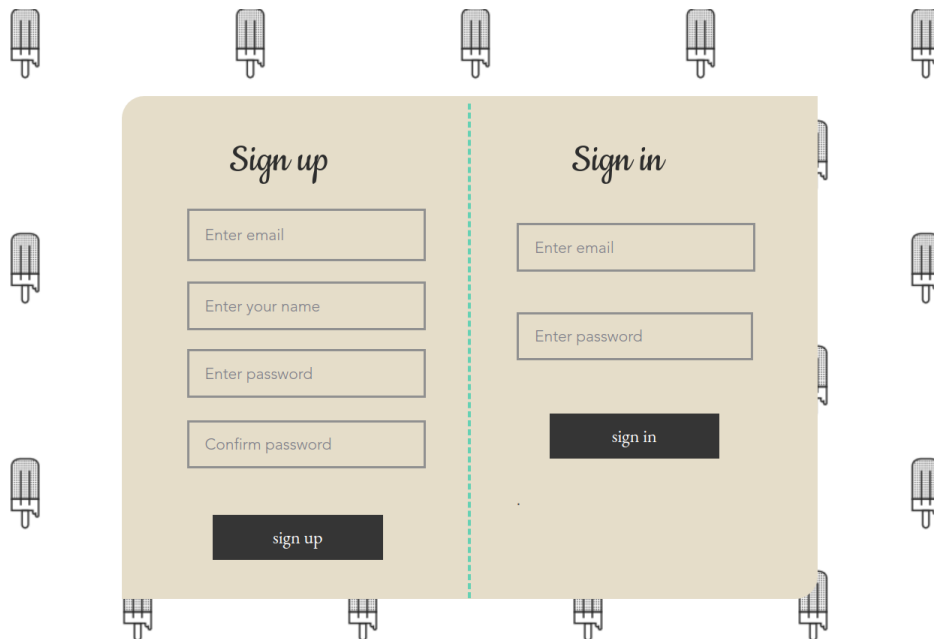 Sign up
Enter email
Enter your name
Enter password
Confirm password
sign up
Sign in
Enter email
Enter password
sign in
.